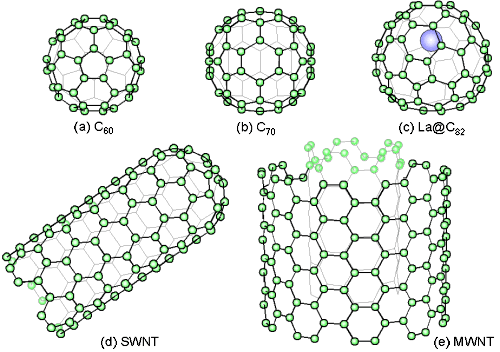 (a) C60
(b) C70
(c) La@C82
(d) SWNT
(e) MWNT